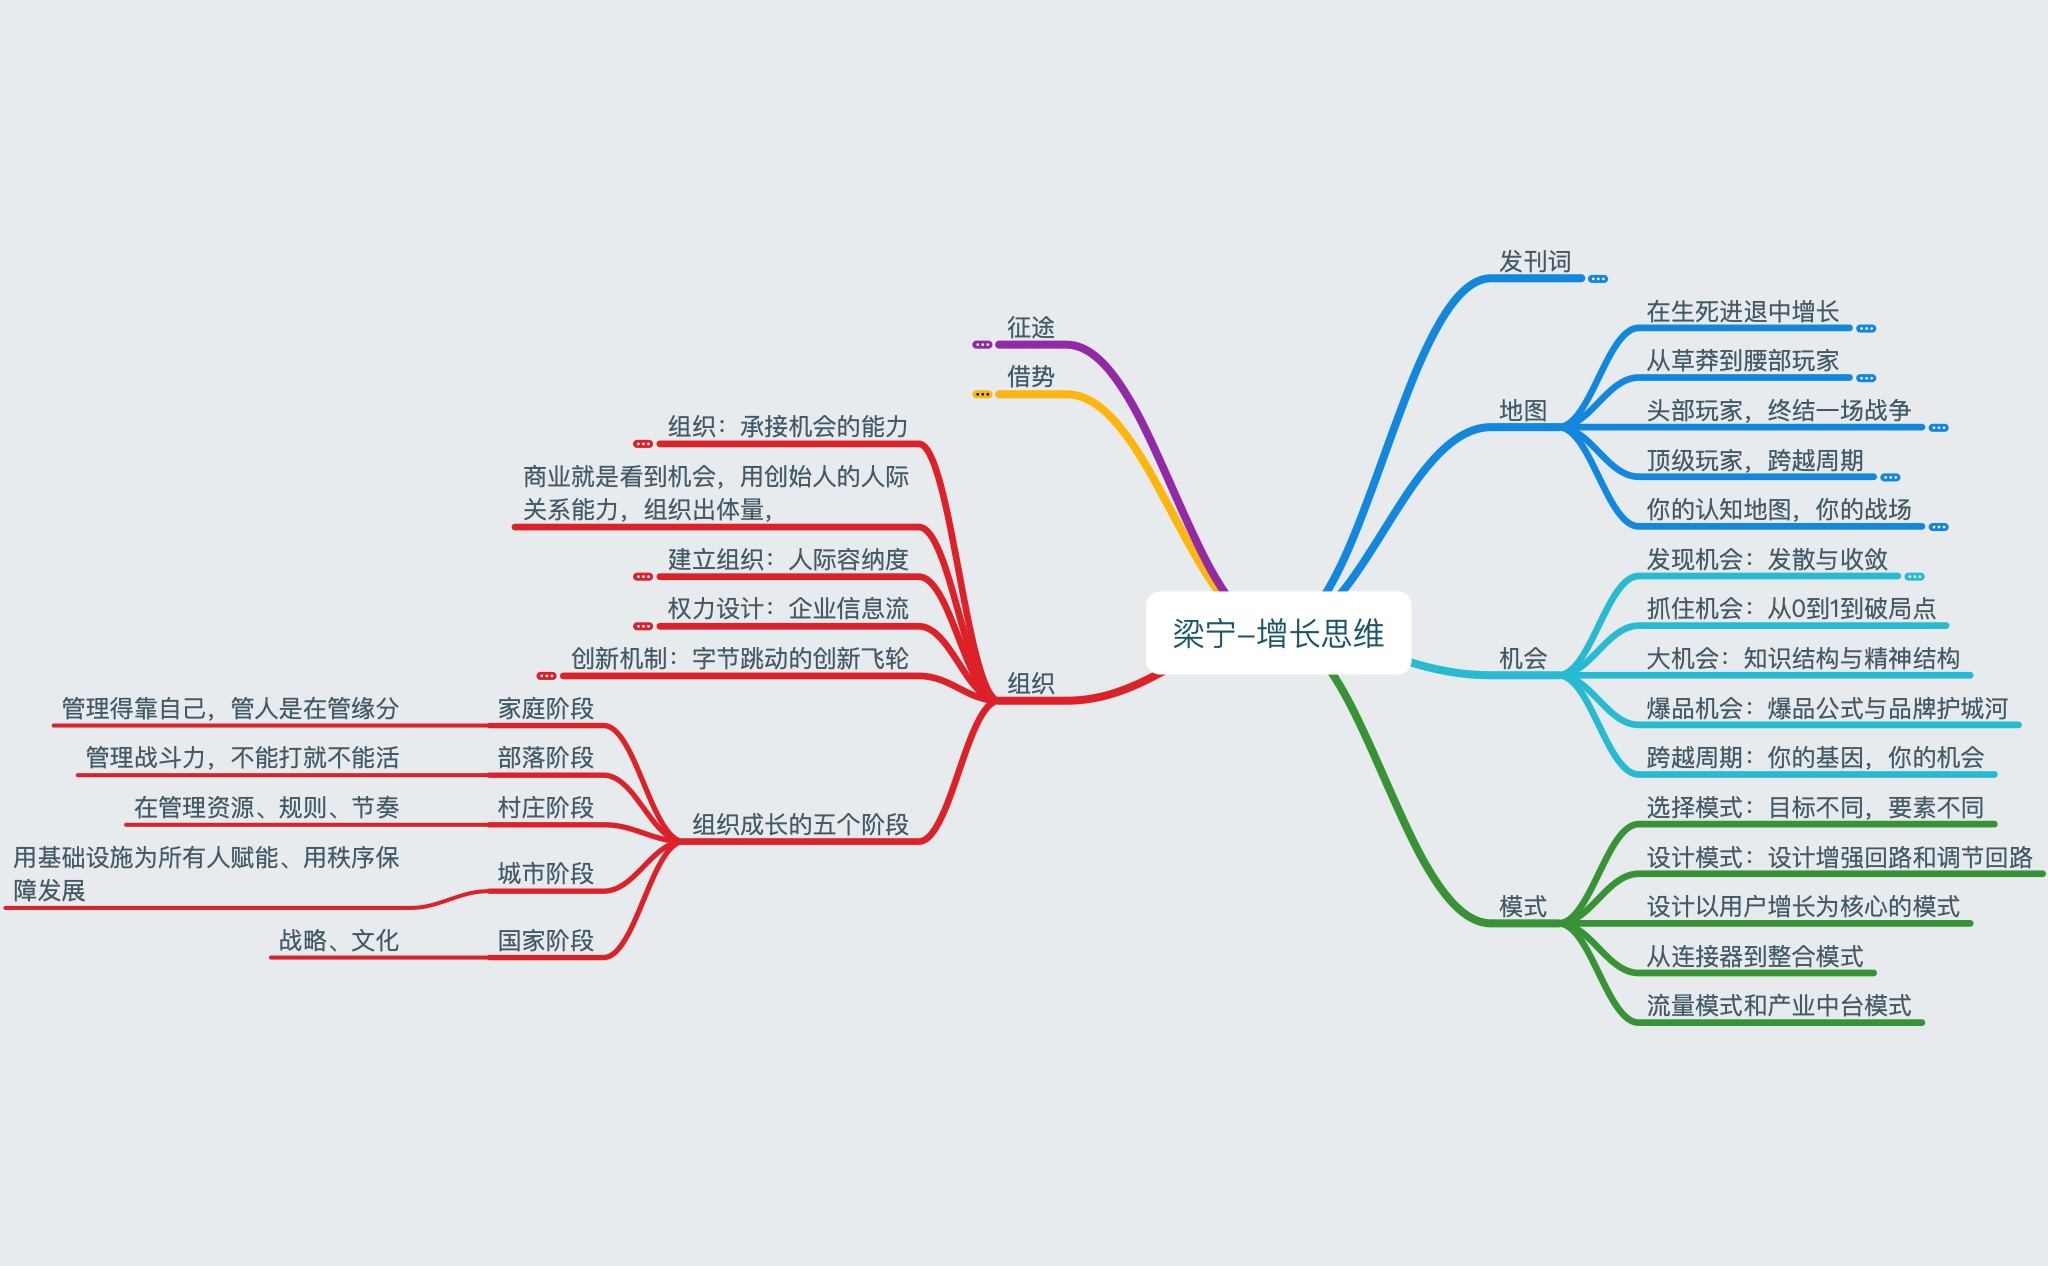 梁宁–增长思维
发刊词
地图
在生死进退中增长
从草莽到腰部玩家
头部玩家，终结一场战争
顶级玩家，跨越周期
你的认知地图，你的战场
机会
发现机会：发散与收敛
抓住机会：从0到1到破局点
大机会：知识结构与精神结构
爆品机会：爆品公式与品牌护城河
跨越周期：你的基因，你的机会
模式
选择模式：目标不同，要素不同
设计模式：设计增强回路和调节回路
设计以用户增长为核心的模式
从连接器到整合模式
流量模式和产业中台模式
征途
借势
组织
组织：承接机会的能力
商业就是看到机会，用创始人的人际
关系能力，组织出体量，
建立组织：人际容纳度
权力设计：企业信息流
创新机制：字节跳动的创新飞轮
组织成长的五个阶段
家庭阶段
管理得靠自己，管人是在管缘分
部落阶段
管理战斗力，不能打就不能活
村庄阶段
在管理资源、规则、节奏
城市阶段
用基础设施为所有人赋能、用秩序保
障发展
国家阶段
战略、文化